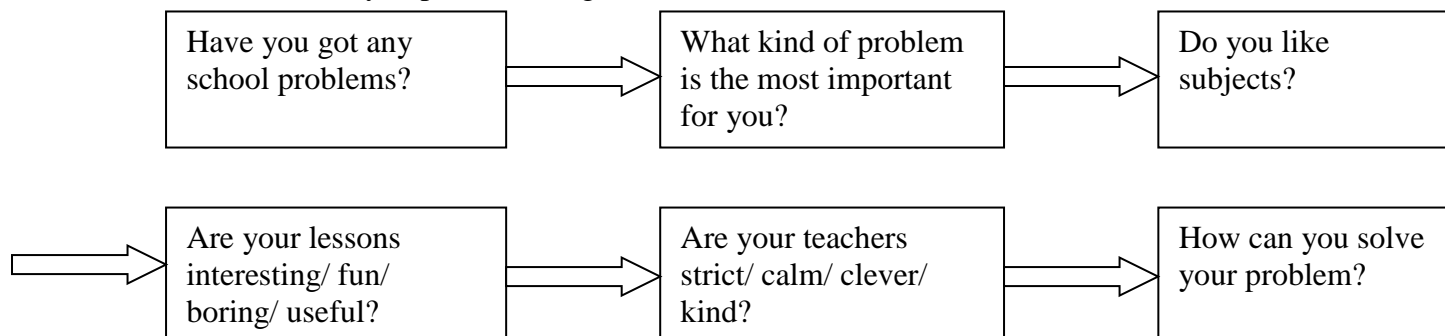 Have you got any
school problems?
What kind of problem
is the most important
for you?
Do you like
subjects?
Are your lessons
interesting/ fun/
boring/ useful?
Are your teachers
strict/ calm/ clever/
kind?
How can you solve
your problem?